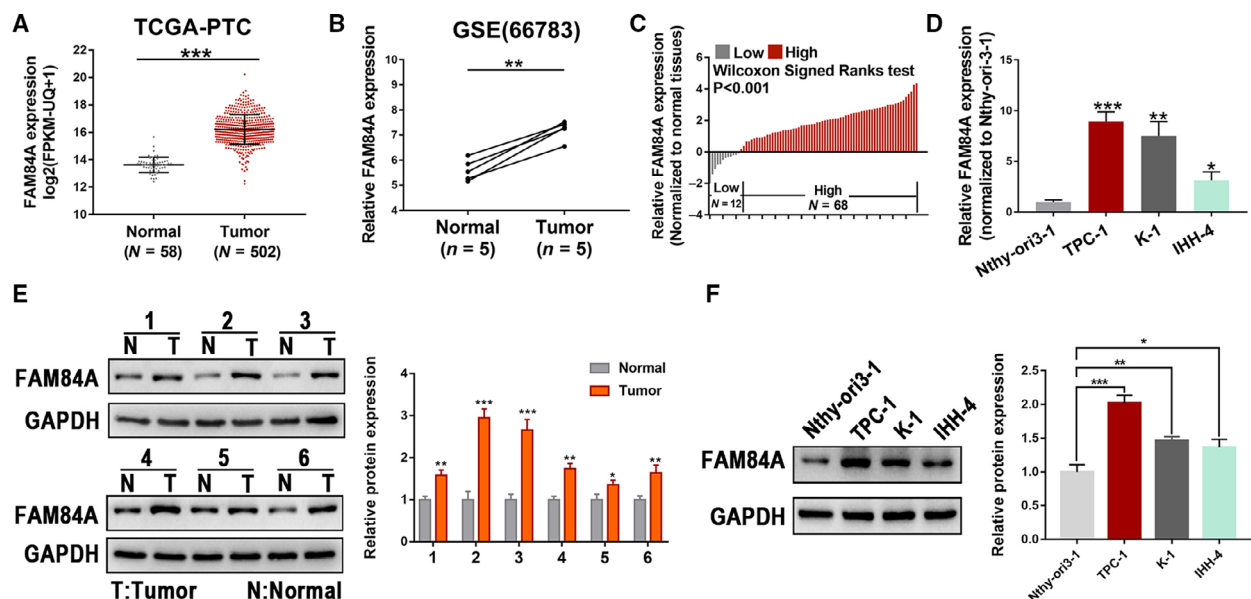 A
TCGA-PTC
***
FAM84A expression
log2(FPKM-UQ+1)
22
20
18
16
14
12
10
Normal
(N = 58)
Tumor
(N = 502)
B
GSE(66783)
**
Relative FAM84A expression
10
9
8
7
6
5
4
Normal
(n = 5)
Tumor
(n = 5)
C
Low High
Wilcoxon Signed Ranks test
P<0.001
Relative FAM84A expression
(Normalized to normal tissues)
6
4
2
0
−2
−4
Low
N = 12
High
N = 68
D
Relative FAM84A expression
(normalized to Nthy-ori-3-1)
15
10
5
0
***
**
*
Nthy-ori3-1
TPC-1
K-1
IHH-4
E
1 2 3
N T N T N T
FAM84A
GAPDH
4 5 6
N T N T N T
FAM84A
GAPDH
T:Tumor N:Normal
Relative protein expression
4
3
2
1
0
Normal
Tumor
** *** *** ** * **
1 2 3 4 5 6
F
Nthy-ori3-1 TPC-1 K-1 IHH-4
FAM84A
GAPDH
Relative protein expression
2.5
2.0
1.5
1.0
0.5
0.0
*
**
***
Nthy-ori3-1
TPC-1
K-1
IHH-4